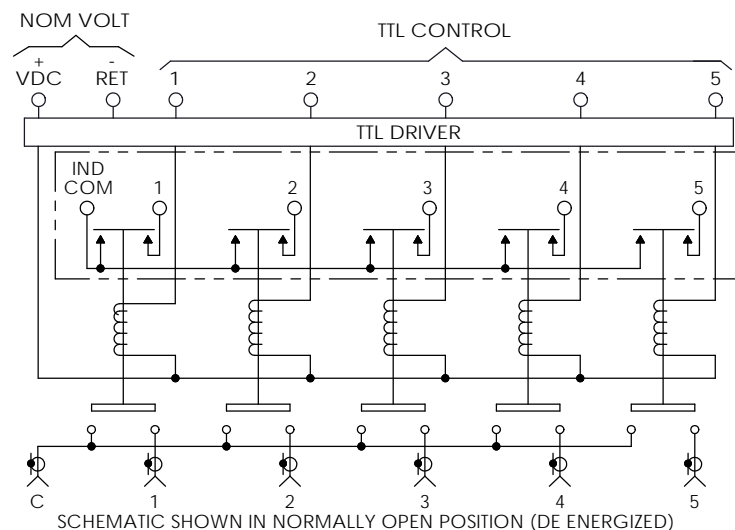 NOM VOLT
TTL CONTROL
+ -
VDC RET 1 2 3 4 5
TTL DRIVER
IND
COM 1 2 3 4 5
C 1 2 3 4 5
SCHEMATIC SHOWN IN NORMALLY OPEN POSITION (DE ENERGIZED)